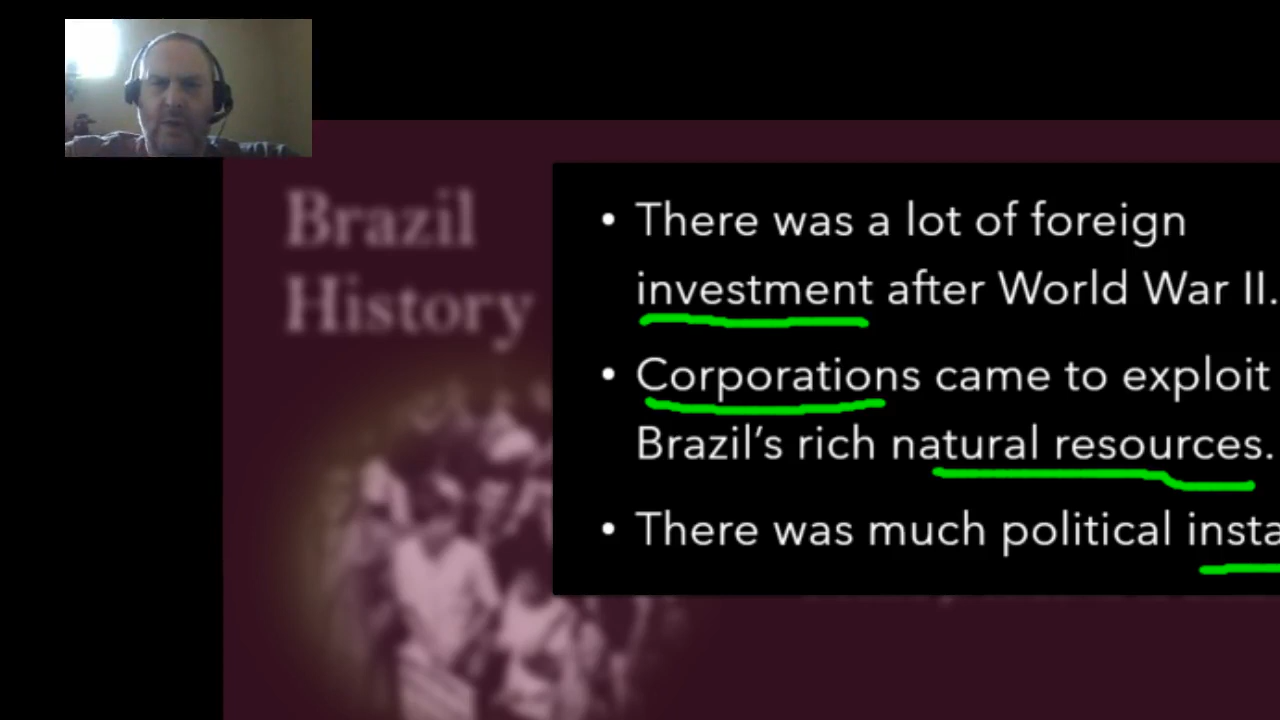 Brazil
History
• There was a lot of foreign
investment after World War II.
• Corporations came to exploit
Brazil’s rich natural resources.
• There was much political insta